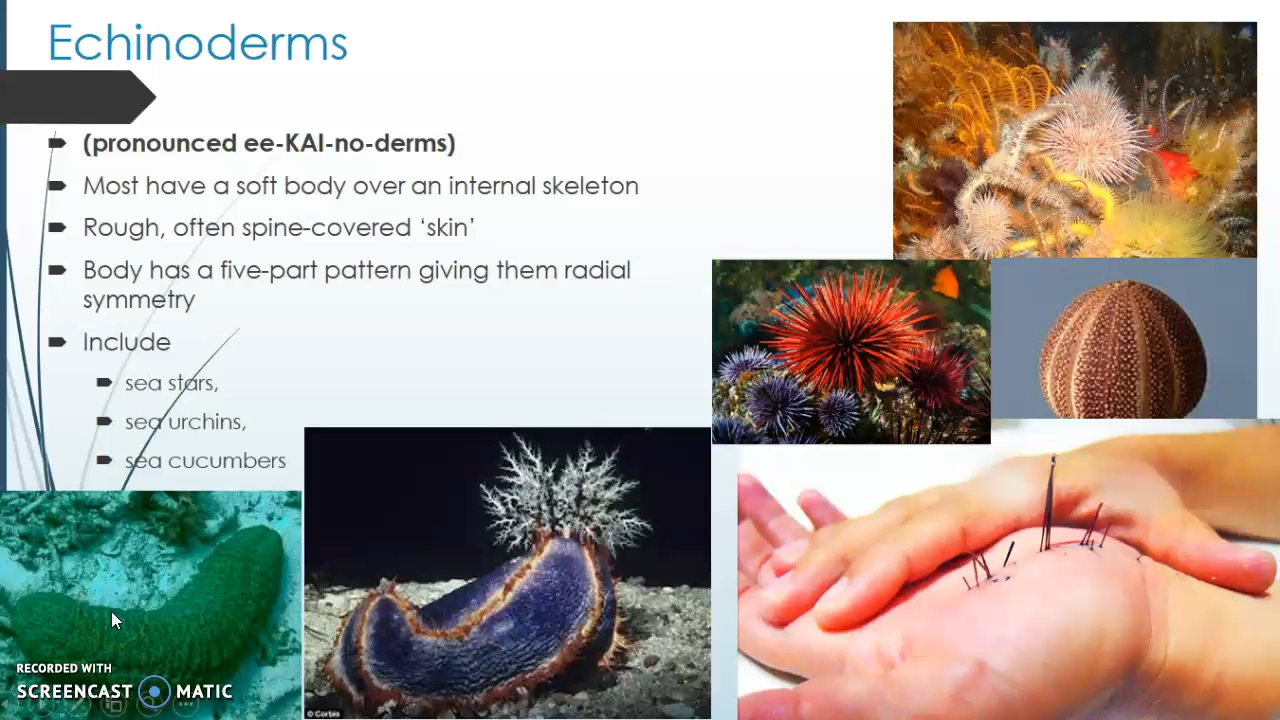 Echinoderms
(pronounced ee-KAI-no-derms)
Most have a soft body over an internal skeleton
Rough, often spine-covered ‘skin’
Body has a five-part pattern giving them radial
symmetry
Include
sea stars,
sea urchins,
sea cucumbers
RECORDED WITH
SCREENCAST MATIC
© Corbis